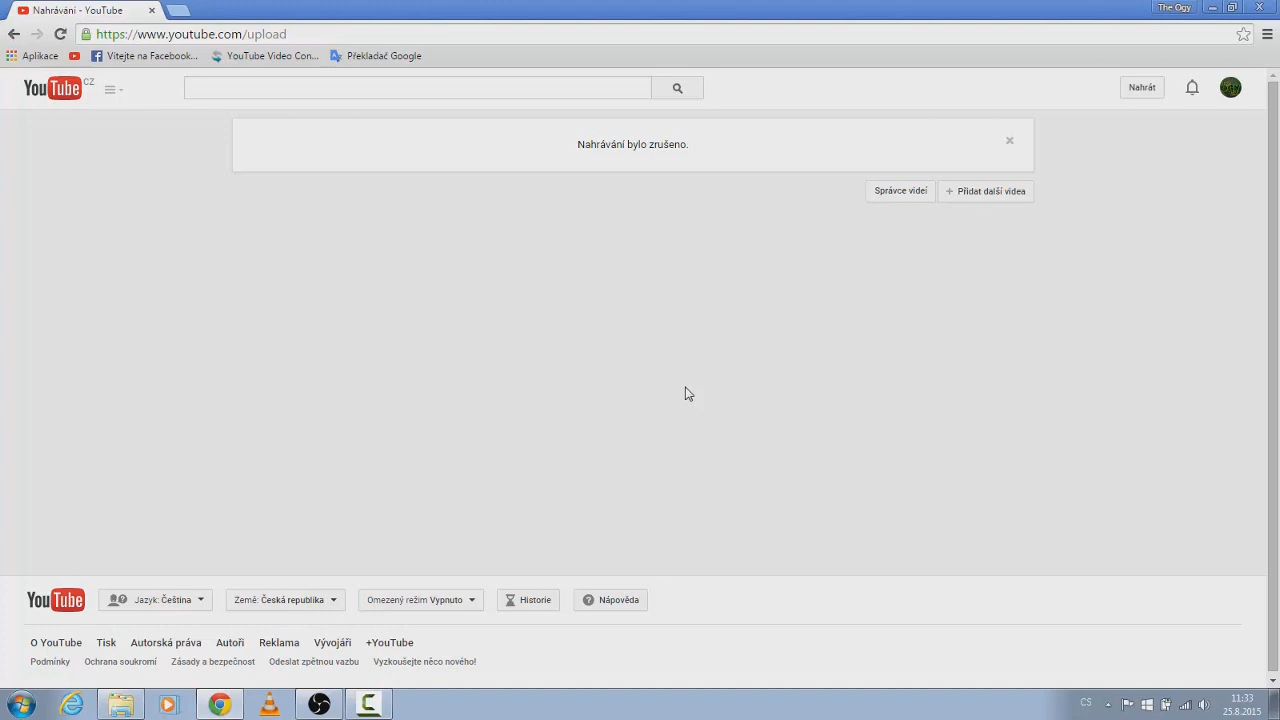 Nahrávání - YouTube
The Ogy
https://www.youtube.com/upload
Aplikace
Vítejte na Facebook...
YouTube Video Con...
Překladač Google
YouTube CZ
Nahrát
Nahrávání bylo zrušeno.
Správce videí
+ Přidat další videa
YouTube
Jazyk: Čeština
Země: Česká republika
Omezený režim Vypnuto
Historie
Nápověda
O YouTube Tisk Autorská práva Autoři Reklama Vývojáři +YouTube
Podmínky Ochrana soukromí Zásady a bezpečnost Odeslat zpětnou vazbu Vyzkoušejte něco nového!
CS
11:33
25.8.2015